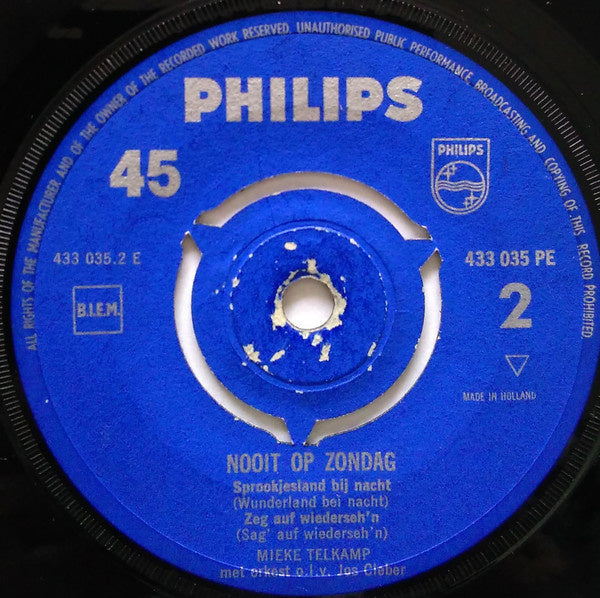 ALL RIGHTS OF THE MANUFACTURER AND OF THE OWNER OF THE RECORDED WORK RESERVED. UNAUTHORISED PUBLIC PERFORMANCE, BROADCASTING AND COPYING OF THIS RECORD PROHIBITED
PHILIPS
45
PHILIPS
433 035.2 E
433 035 PE
B.I.E.M.
2
MADE IN HOLLAND
NOOIT OP ZONDAG
Sprookjesland bij nacht
(Wunderland bei nacht)
Zeg auf wiederseh'n
(Sag' auf wiederseh'n)
MIEKE TELKAMP
met orkest o.l.v. Jos Cleber